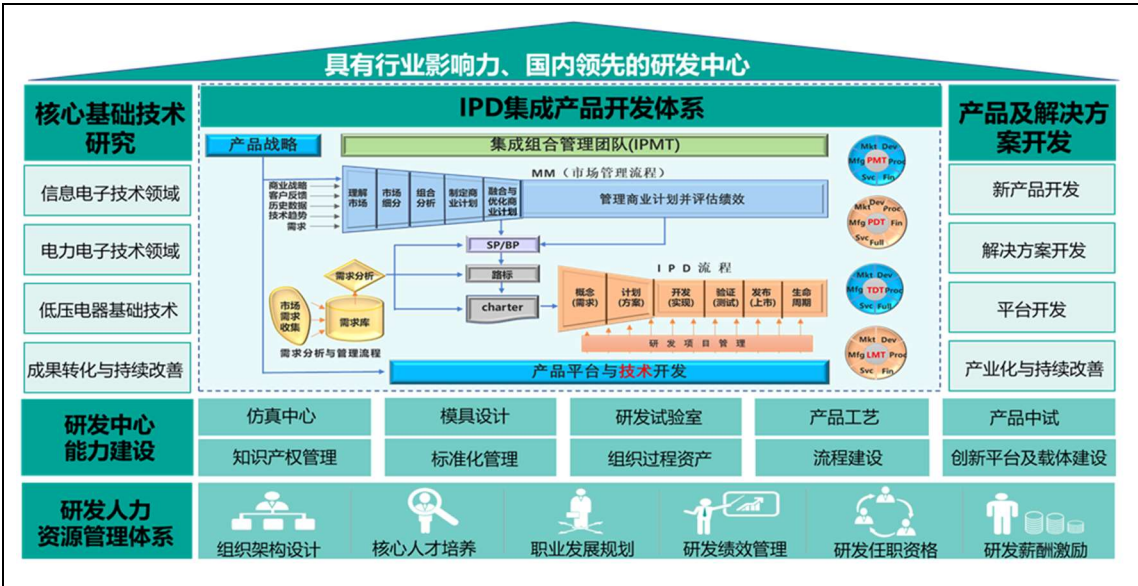 具有行业影响力、国内领先的研发中心
核心基础技术
研究
信息电子技术领域
电力电子技术领域
低压电器基础技术
成果转化与持续改善
IPD集成产品开发体系
产品战略
集成组合管理团队(IPMT)
MM（市场管理流程）
商业战略
客户反馈
历史数据
技术趋势
需求
理解
市场
市场
细分
组合
分析
制定商
业计划
融合与
优化商
业计划
管理商业计划并评估绩效
SP/BP
需求分析
路标
charter
市场
需求
收集
需求库
需求分析与管理流程
IPD流程
概念
(需求)
计划
(方案)
开发
(实现)
验证
(测试)
发布
(上市)
生命
周期
研发项目管理
产品平台与技术开发
Mkt Dev
Mfg PMT Proc
Svc Fin
Mkt Dev Proc
Mfg PDT Fin
Svc Full
Mkt Dev
Mfg TDT Proc
Svc Full
Mkt Dev
Mfg LMT Proc
Svc Fin
产品及解决方
案开发
新产品开发
解决方案开发
平台开发
产业化与持续改善
研发中心
能力建设
仿真中心
模具设计
研发试验室
产品工艺
产品中试
知识产权管理
标准化管理
组织过程资产
流程建设
创新平台及载体建设
研发人力
资源管理体系
组织架构设计
核心人才培养
职业发展规划
研发绩效管理
研发任职资格
研发薪酬激励